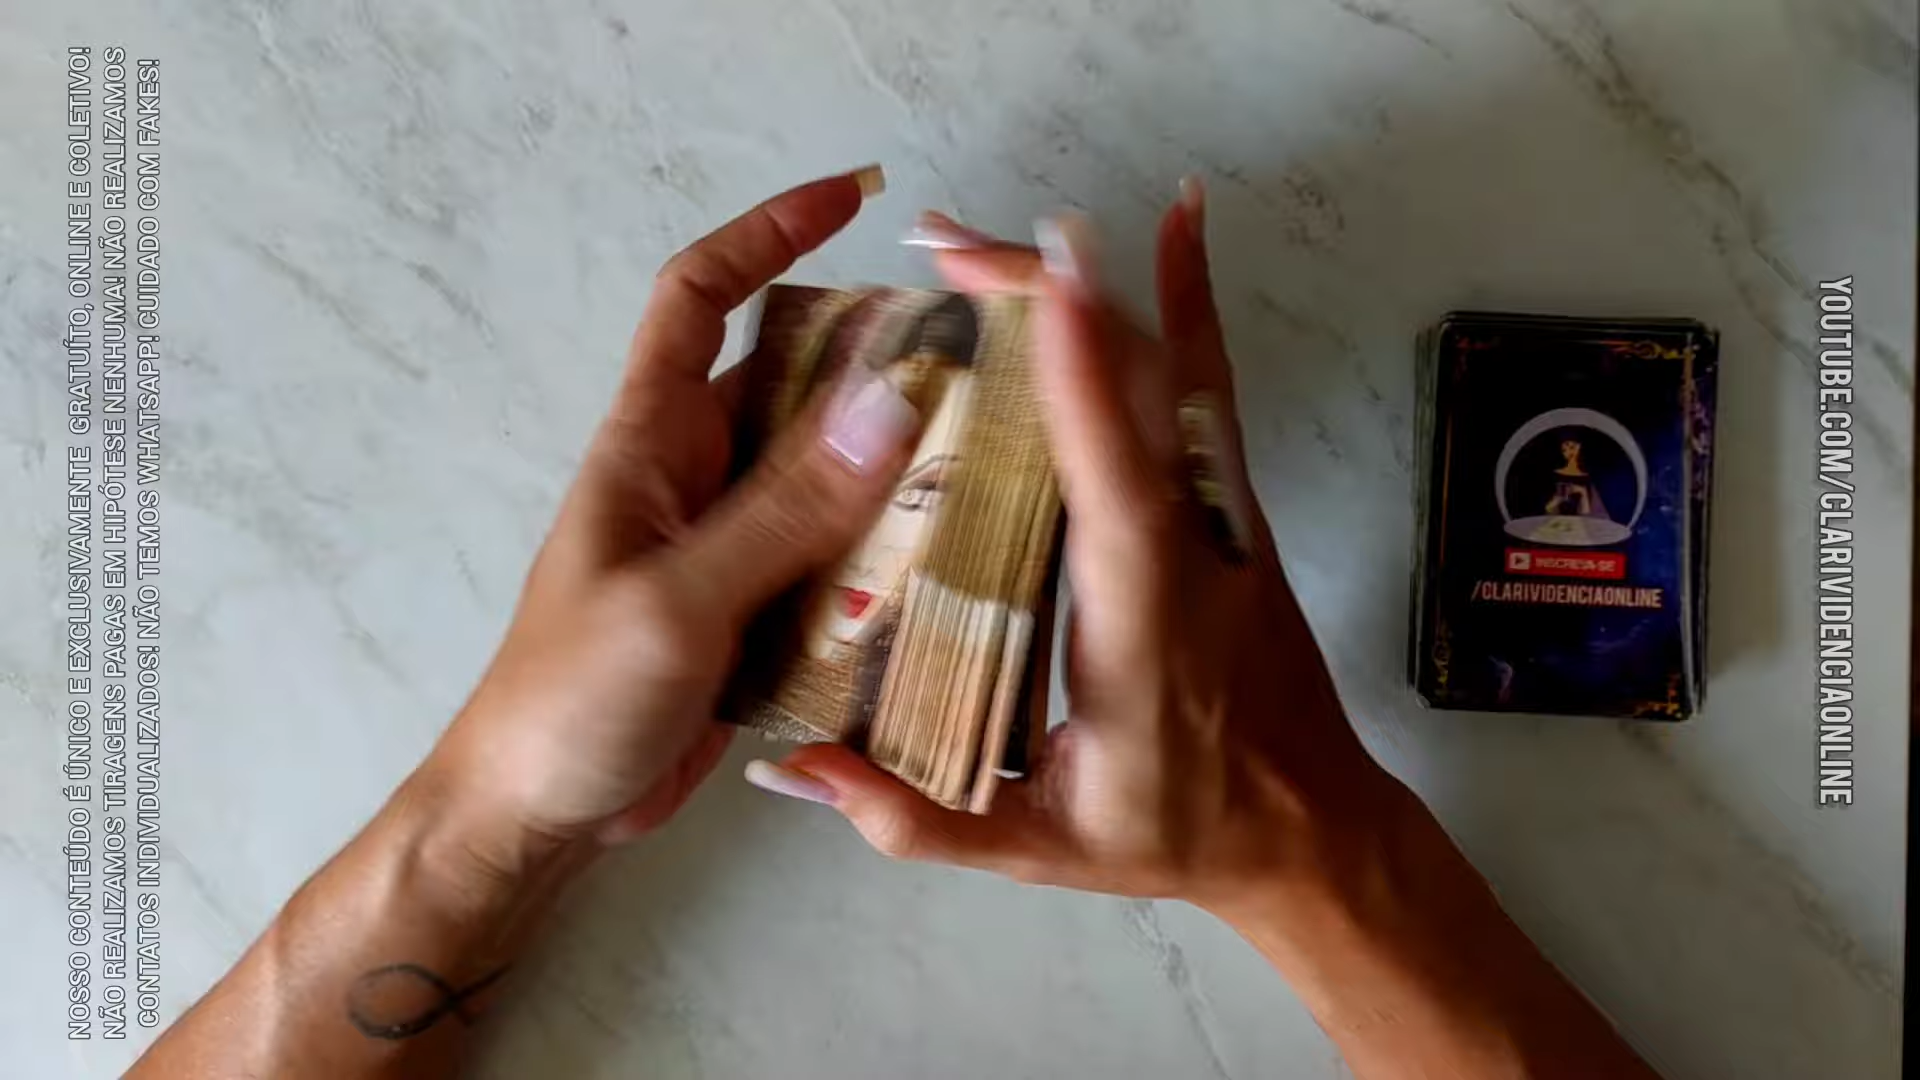 NOSSO CONTEÚDO É ÚNICO E EXCLUSIVAMENTE GRATUÍTO, ONLINE E COLETIVO!
NÃO REALIZAMOS TIRAGENS PAGAS EM HIPÓTESE NENHUMA! NÃO REALIZAMOS
CONTATOS INDIVIDUALIZADOS! NÃO TEMOS WHATSAPP! CUIDADO COM FAKES!
INSCREVA-SE
/CLARIVIDENCIAONLINE
YOUTUBE.COM/CLARIVIDENCIAONLINE